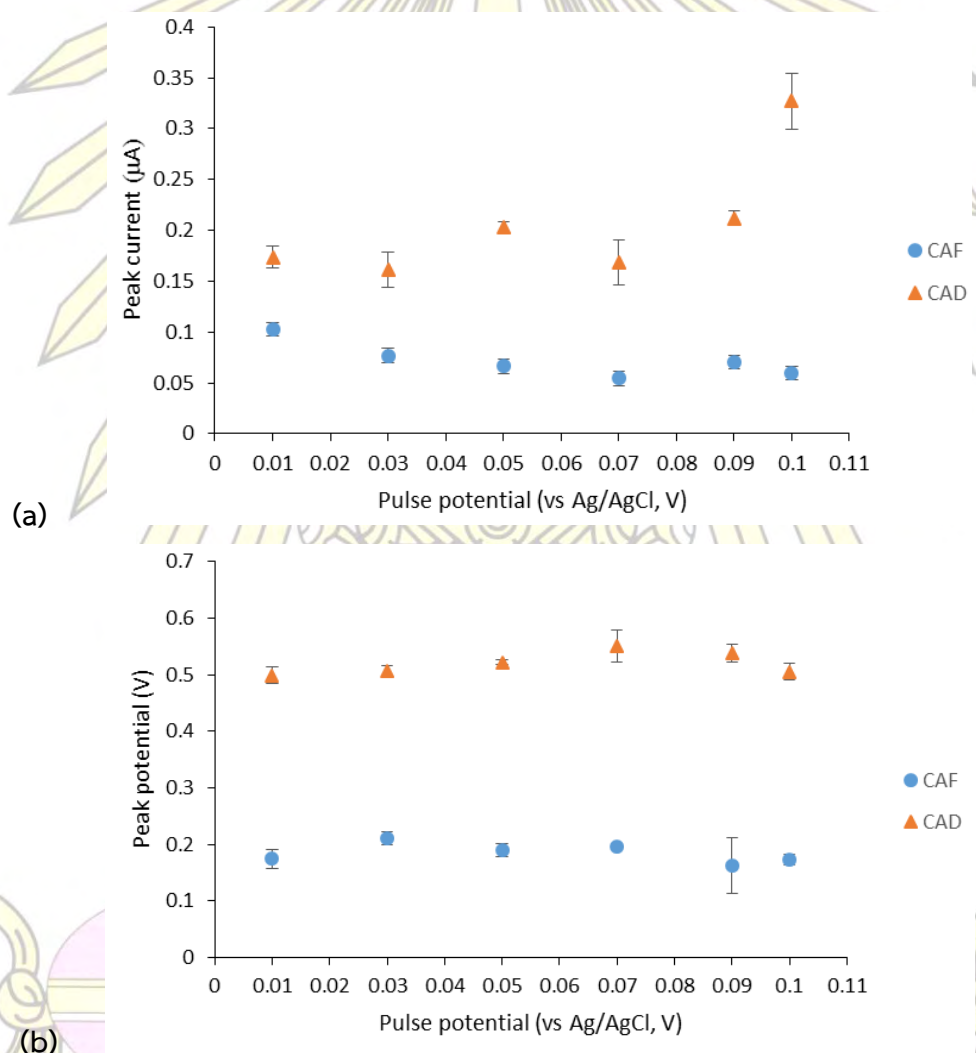 0.4
0.35
0.3
0.25
0.2
0.15
0.1
0.05
0
Peak current (µA)
0 0.01 0.02 0.03 0.04 0.05 0.06 0.07 0.08 0.09 0.1 0.11
Pulse potential (vs Ag/AgCl, V)
CAF
CAD
(a)
0.7
0.6
0.5
0.4
0.3
0.2
0.1
0
Peak potential (V)
0 0.01 0.02 0.03 0.04 0.05 0.06 0.07 0.08 0.09 0.1 0.11
Pulse potential (vs Ag/AgCl, V)
CAF
CAD
(b)